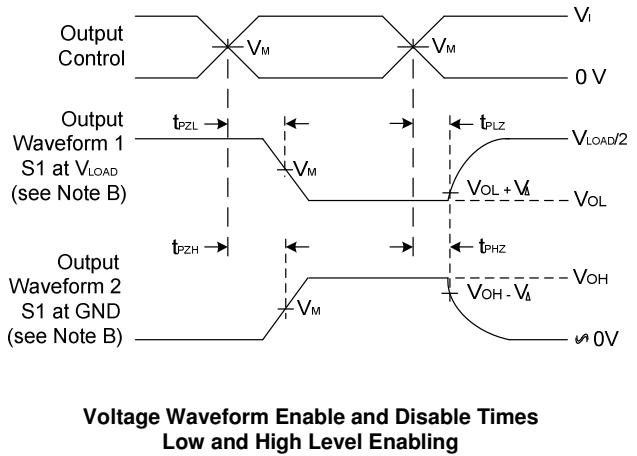 Output
Control
VM
VM
VI
0 V
Output
Waveform 1
S1 at VLOAD
(see Note B)
tPZL
tPLZ
VM
VLOAD/2
VOL + VΔ
VOL
Output
Waveform 2
S1 at GND
(see Note B)
tPZH
tPHZ
VM
VOH
VOH - VΔ
∽ 0V
Voltage Waveform Enable and Disable Times
Low and High Level Enabling